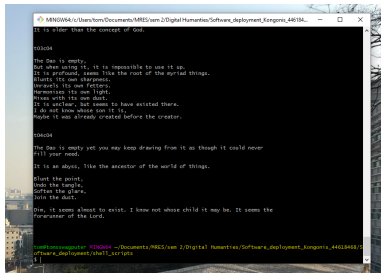 MINGW64:/c/Users/tom/Documents/MRES/sem 2/Digital Humanities/Software_deployment_Kongonis_446184...
It is older than the concept of God.
t03c04
The Dao is empty,
But when using it, it is impossible to use it up.
It is profound, seems like the root of the myriad things.
Blunts its own sharpness.
Unravels its own fetters.
Harmonises its own light.
Mixes with its own dust.
It is unclear, but seems to have existed there.
I do not know whose son it is,
Maybe it was already created before the creator.
t04c04
The Dao is empty yet you may keep drawing from it as though it could never
fill your need.
It is an abyss, like the ancestor of the world of things.
Blunt the point,
Undo the tangle,
Soften the glare,
Join the dust.
Dim, it seems almost to exist. I know not whose child it may be. It seems the
forerunner of the Lord.
MINGW64 ~/Documents/MRES/sem 2/Digital Humanities/Software_deployment_Kongonis_44618468/S
oftware_deployment/shell_scripts
$